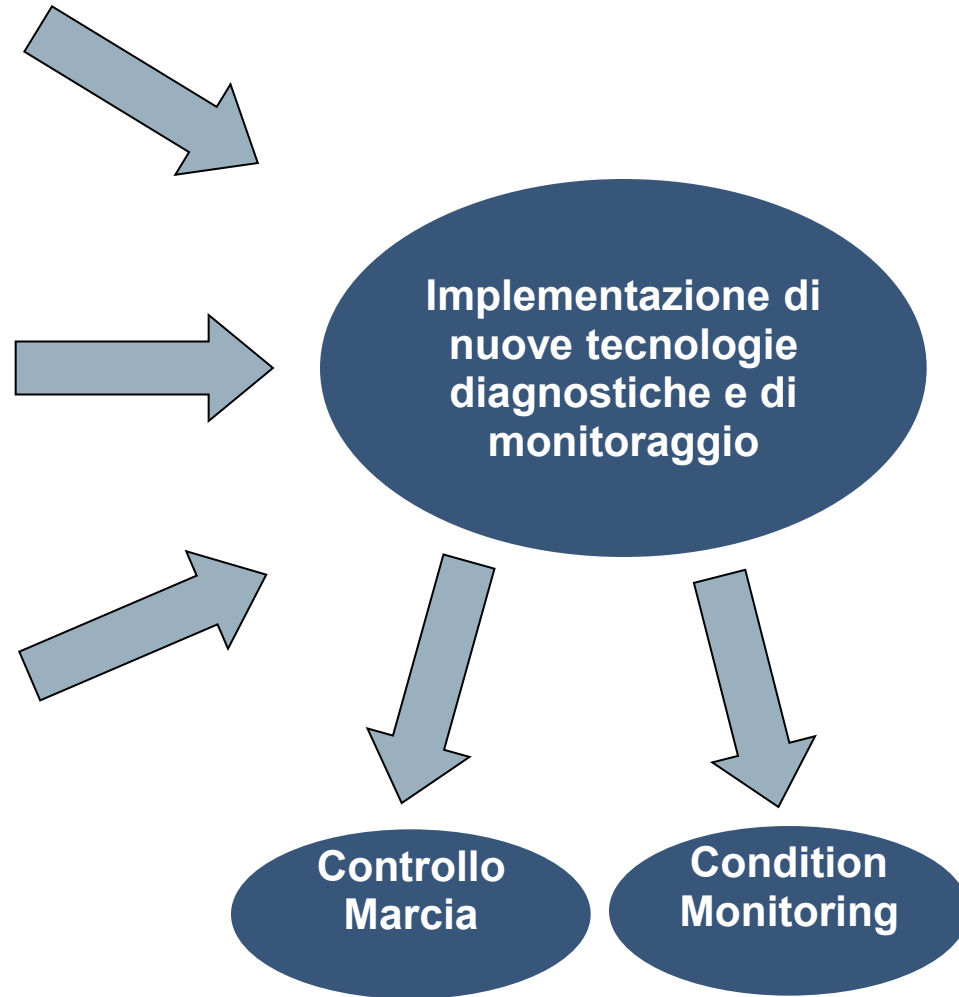 Implementazione di
nuove tecnologie
diagnostiche e di
monitoraggio
Controllo
Marcia
Condition
Monitoring